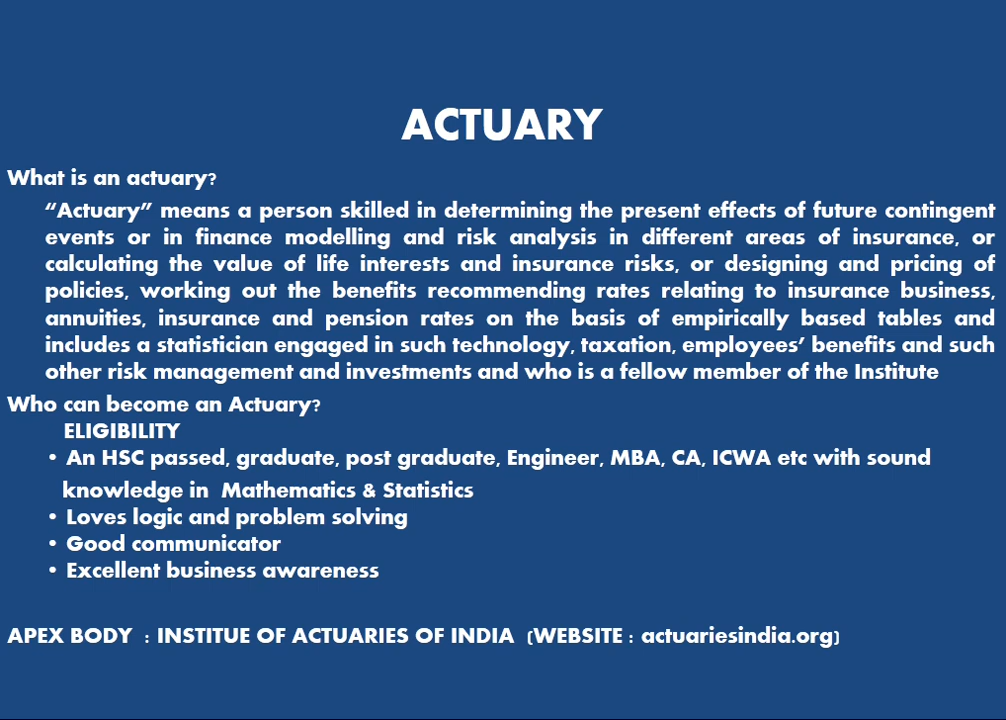 ACTUARY
What is an actuary?
“Actuary” means a person skilled in determining the present effects of future contingent
events or in finance modelling and risk analysis in different areas of insurance, or
calculating the value of life interests and insurance risks, or designing and pricing of
policies, working out the benefits recommending rates relating to insurance business,
annuities, insurance and pension rates on the basis of empirically based tables and
includes a statistician engaged in such technology, taxation, employees’ benefits and such
other risk management and investments and who is a fellow member of the Institute
Who can become an Actuary?
ELIGIBILITY
• An HSC passed, graduate, post graduate, Engineer, MBA, CA, ICWA etc with sound
knowledge in Mathematics & Statistics
• Loves logic and problem solving
• Good communicator
• Excellent business awareness
APEX BODY : INSTITUE OF ACTUARIES OF INDIA (WEBSITE : actuariesindia.org)